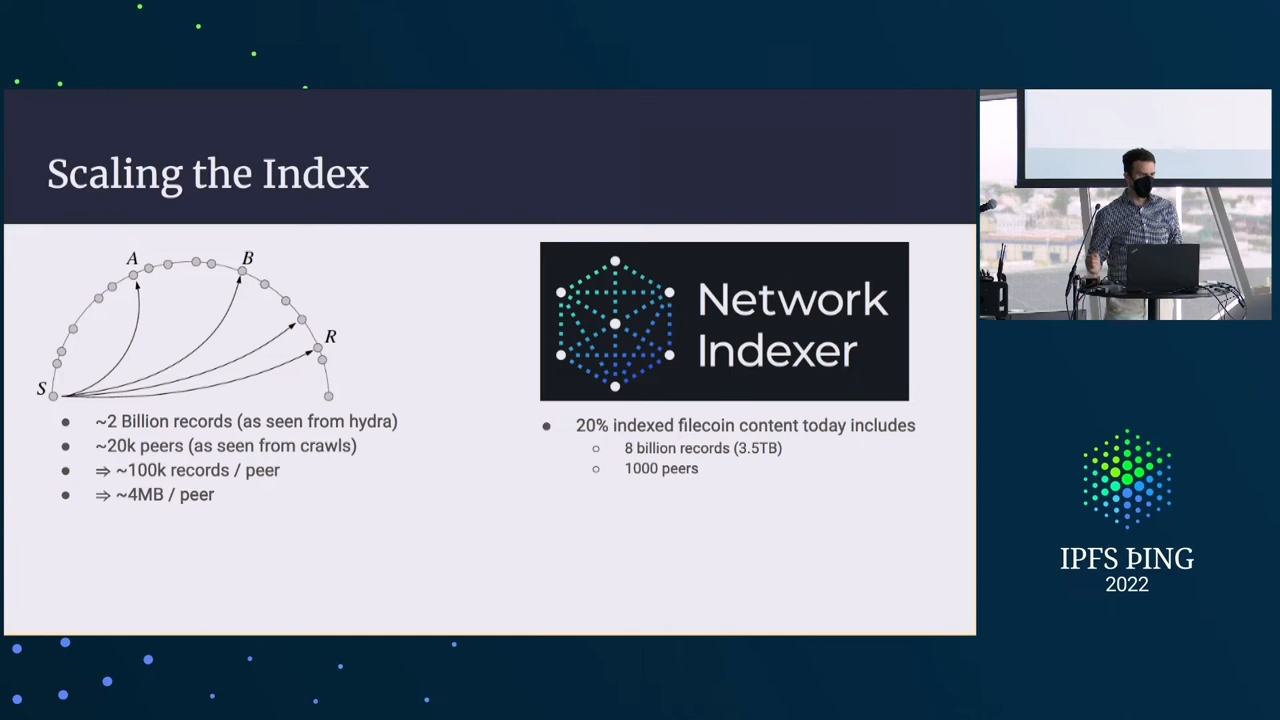 Scaling the Index
A
B
R
S
~2 Billion records (as seen from hydra)
~20k peers (as seen from crawls)
⇒ ~100k records / peer
⇒ ~4MB / peer
Network
Indexer
20% indexed filecoin content today includes
8 billion records (3.5TB)
1000 peers
IPFS ÞING
2022